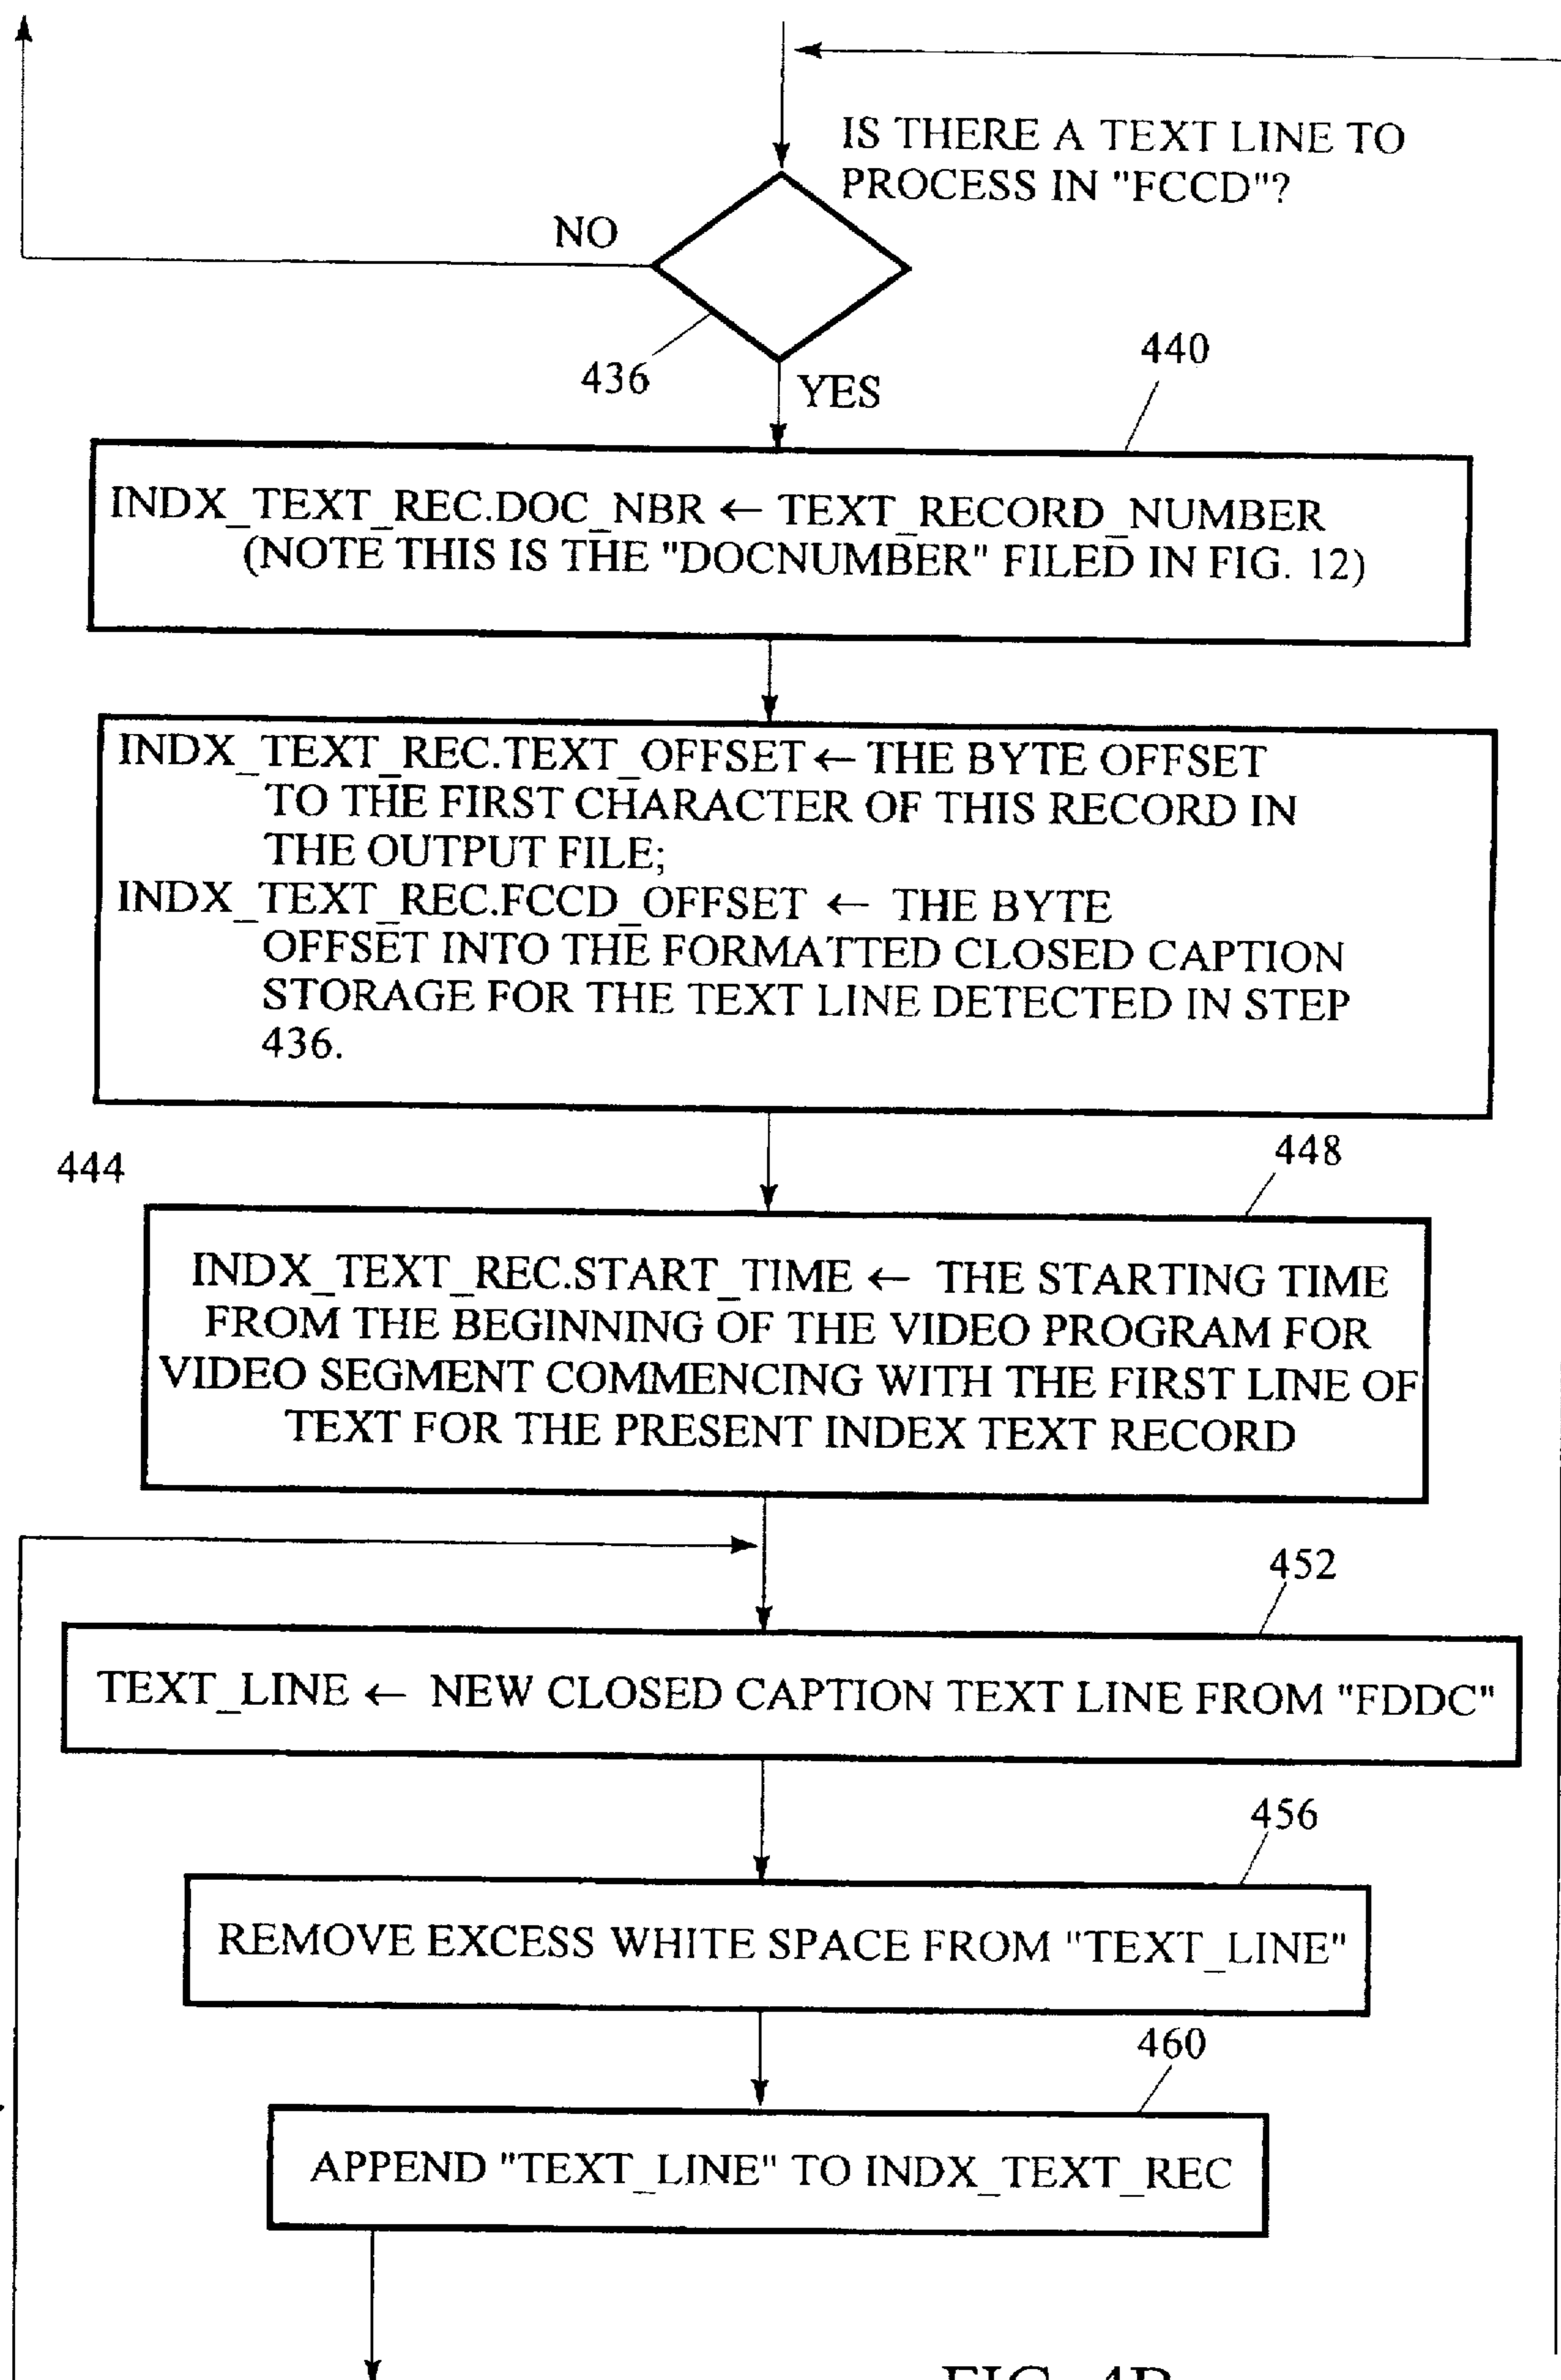 IS THERE A TEXT LINE TO
PROCESS IN "FCCD"?
NO
436
YES
440
INDX_TEXT_REC.DOC_NBR ← TEXT_RECORD_NUMBER
(NOTE THIS IS THE "DOCNUMBER" FILED IN FIG. 12)
INDX_TEXT_REC.TEXT_OFFSET ← THE BYTE OFFSET
TO THE FIRST CHARACTER OF THIS RECORD IN
THE OUTPUT FILE;
INDX_TEXT_REC.FCCD_OFFSET ← THE BYTE
OFFSET INTO THE FORMATTED CLOSED CAPTION
STORAGE FOR THE TEXT LINE DETECTED IN STEP
436.
444
448
INDX_TEXT_REC.START_TIME ← THE STARTING TIME
FROM THE BEGINNING OF THE VIDEO PROGRAM FOR
VIDEO SEGMENT COMMENCING WITH THE FIRST LINE OF
TEXT FOR THE PRESENT INDEX TEXT RECORD
452
TEXT_LINE ← NEW CLOSED CAPTION TEXT LINE FROM "FDDC"
456
REMOVE EXCESS WHITE SPACE FROM "TEXT_LINE"
460
APPEND "TEXT_LINE" TO INDX_TEXT_REC
FIG. 4B